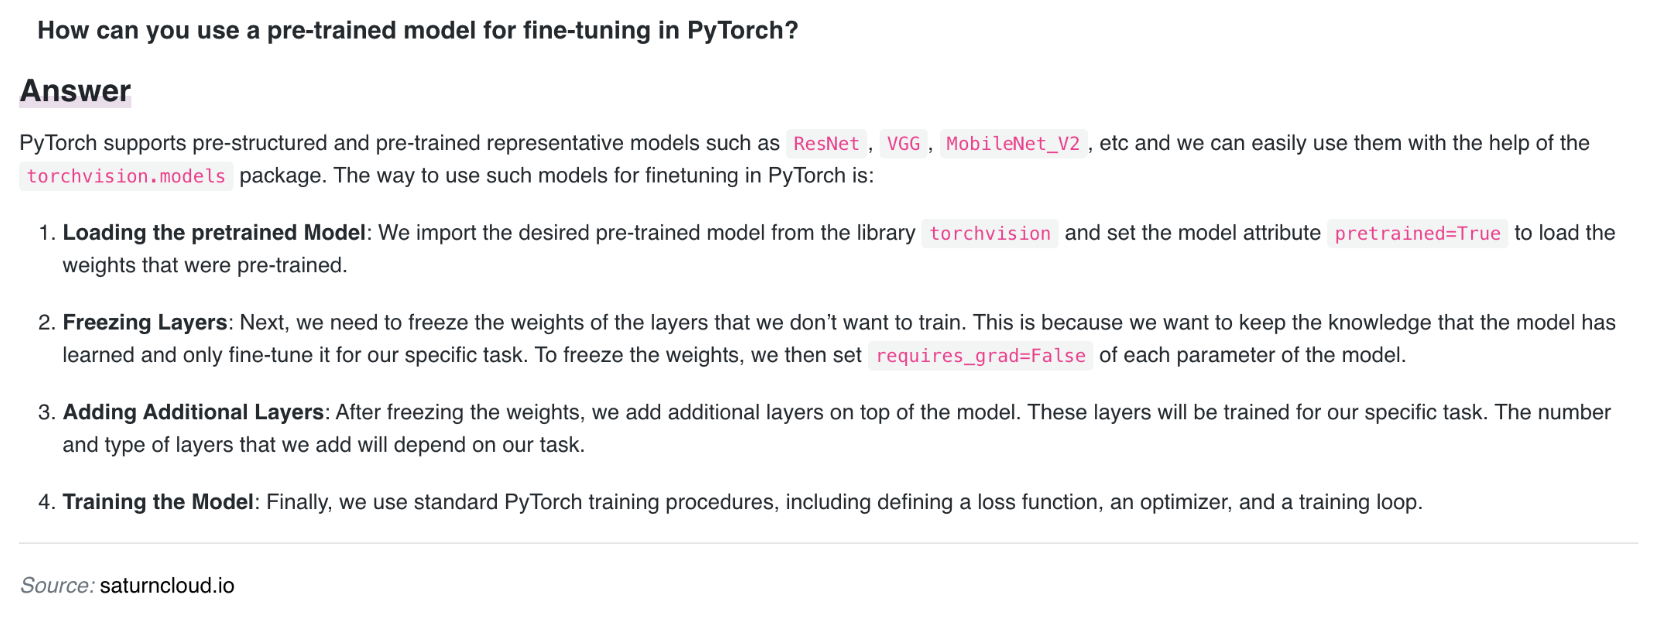 How can you use a pre-trained model for fine-tuning in PyTorch?
Answer
PyTorch supports pre-structured and pre-trained representative models such as ResNet , VGG , MobileNet_V2 , etc and we can easily use them with the help of the
torchvision.models package. The way to use such models for finetuning in PyTorch is:
1. Loading the pretrained Model: We import the desired pre-trained model from the library torchvision and set the model attribute pretrained=True to load the
weights that were pre-trained.
2. Freezing Layers: Next, we need to freeze the weights of the layers that we don’t want to train. This is because we want to keep the knowledge that the model has
learned and only fine-tune it for our specific task. To freeze the weights, we then set requires_grad=False of each parameter of the model.
3. Adding Additional Layers: After freezing the weights, we add additional layers on top of the model. These layers will be trained for our specific task. The number
and type of layers that we add will depend on our task.
4. Training the Model: Finally, we use standard PyTorch training procedures, including defining a loss function, an optimizer, and a training loop.
Source: saturncloud.io